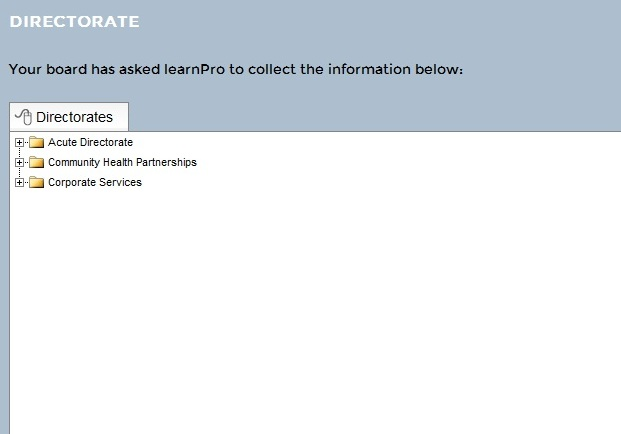 DIRECTORATE
Your board has asked learnPro to collect the information below:
Directorates
Acute Directorate
Community Health Partnerships
Corporate Services